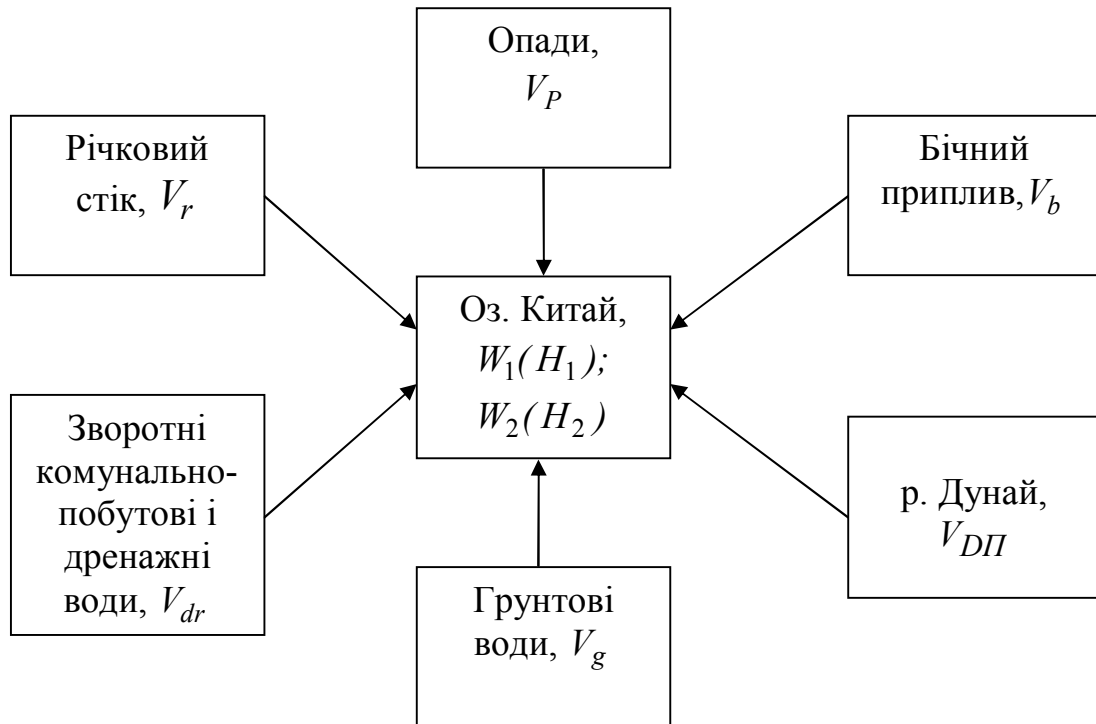 Опади,
V_P
Річковий
стік, V_r
Бічний
приплив, V_b
Оз. Китай,
W_1(H_1);
W_2(H_2)
Зворотні
комунально-
побутові і
дренажні
води, V_dr
р. Дунай,
V_DП
Грунтові
води, V_g